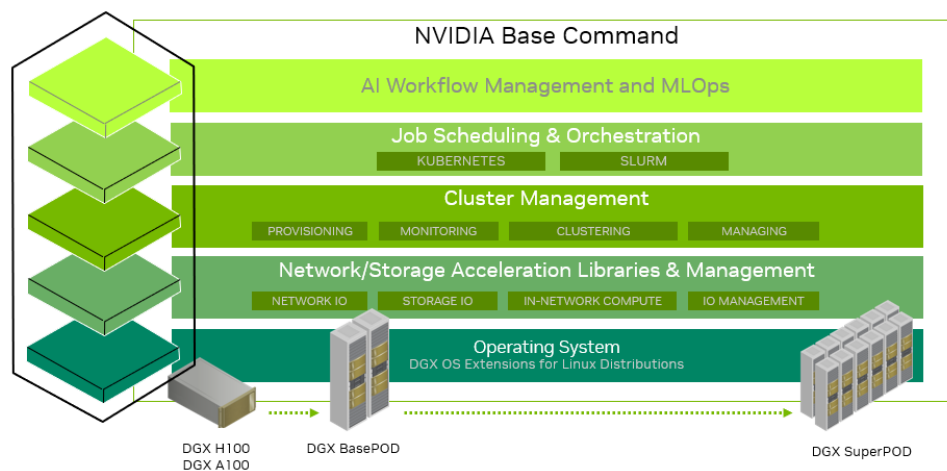 NVIDIA Base Command
AI Workflow Management and MLOps
Job Scheduling & Orchestration
KUBERNETES
SLURM
Cluster Management
PROVISIONING
MONITORING
CLUSTERING
MANAGING
Network/Storage Acceleration Libraries & Management
NETWORK IO
STORAGE IO
IN-NETWORK COMPUTE
IO MANAGEMENT
Operating System
DGX OS Extensions for Linux Distributions
DGX H100
DGX A100
DGX BasePOD
DGX SuperPOD